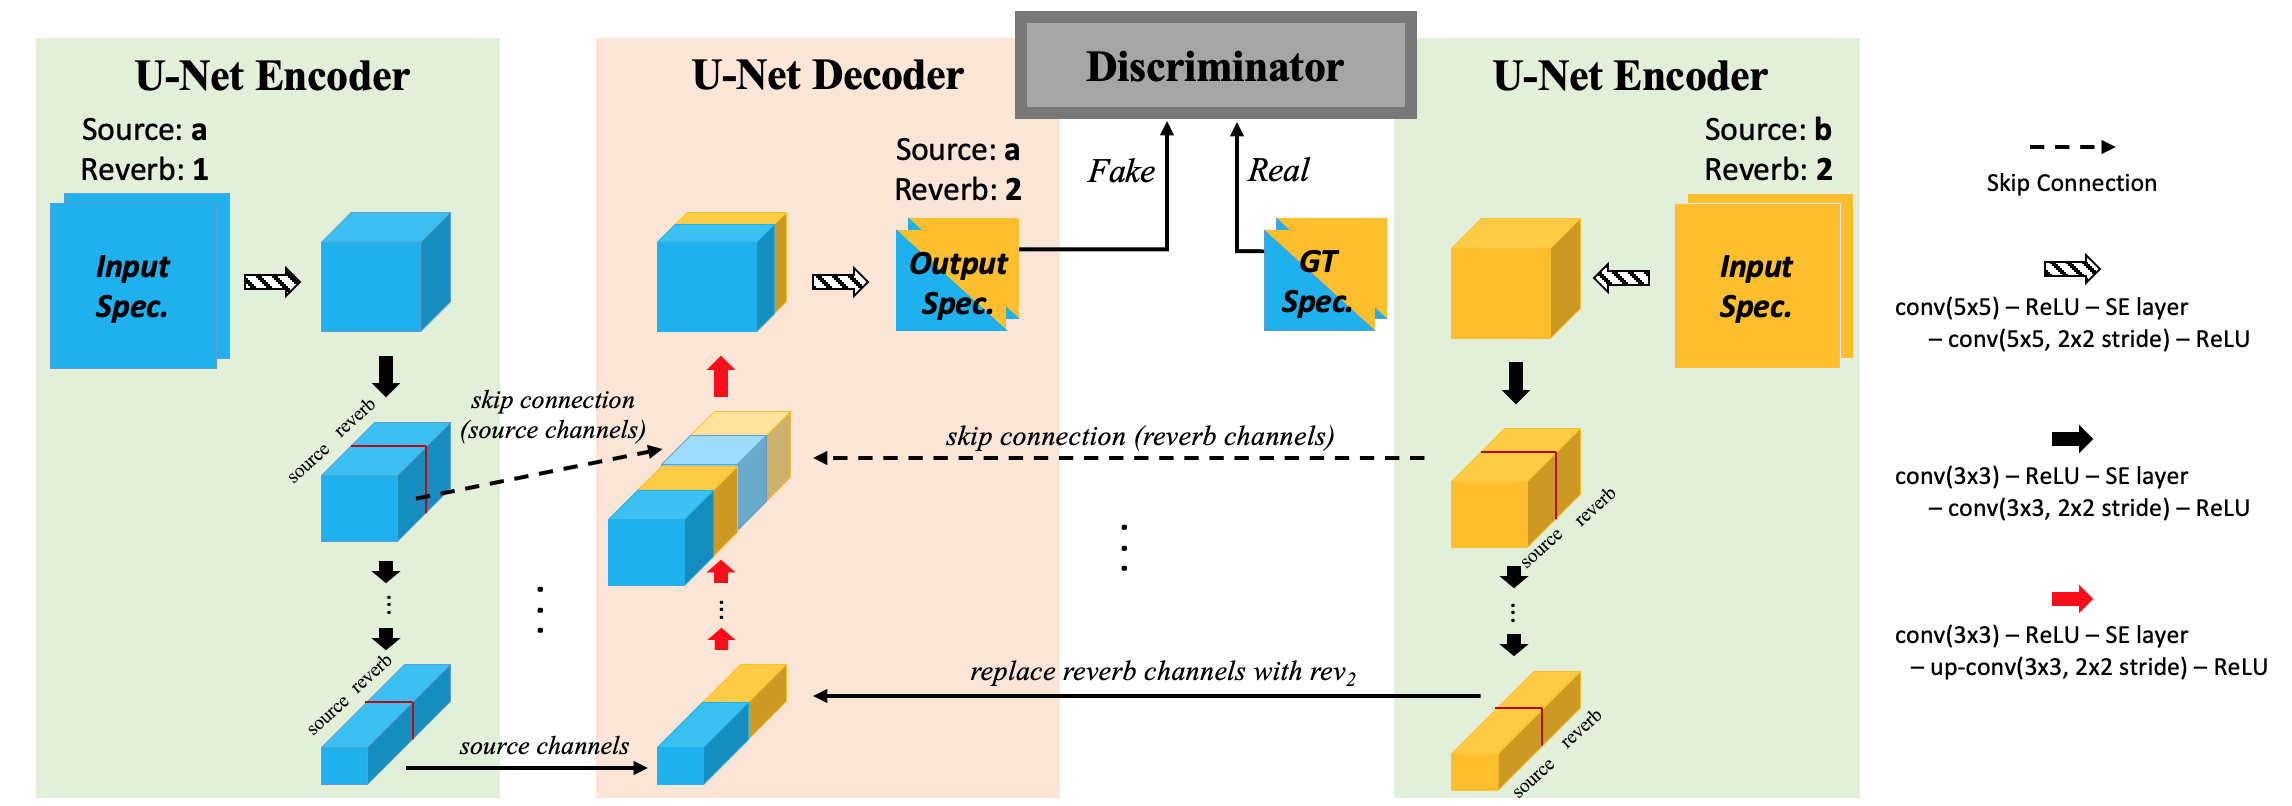 U-Net Encoder
Source: a
Reverb: 1
Input
Spec.
source
reverb
source
reverb
skip connection
(source channels)
source channels
U-Net Decoder
Source: a
Reverb: 2
Output
Spec.
Discriminator
Fake
Real
GT
Spec.
skip connection (reverb channels)
replace reverb channels with rev2
U-Net Encoder
Source: b
Reverb: 2
Input
Spec.
source
reverb
source
reverb
Skip Connection
conv(5x5) – ReLU – SE layer
– conv(5x5, 2x2 stride) – ReLU
conv(3x3) – ReLU – SE layer
– conv(3x3, 2x2 stride) – ReLU
conv(3x3) – ReLU – SE layer
– up-conv(3x3, 2x2 stride) – ReLU